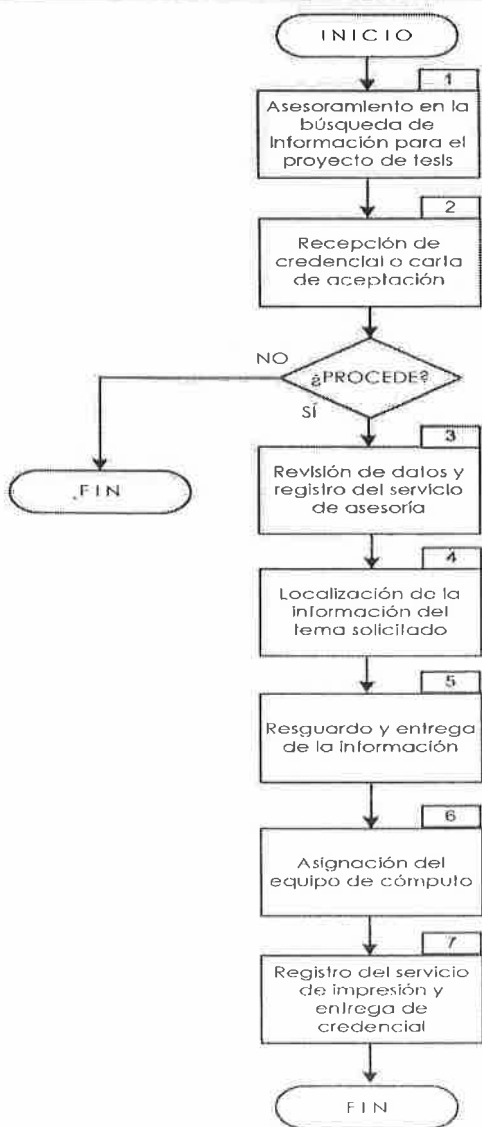 INICIO
1
Asesoramiento en la
búsqueda de
información para el
proyecto de tesis
2
Recepción de
credencial o carta
de aceptación
NO
¿PROCEDE?
SÍ
3
Revisión de datos y
registro del servicio
de asesoría
FIN
4
Localización de la
información del
tema solicitado
5
Resguardo y entrega
de la información
6
Asignación del
equipo de cómputo
7
Registro del servicio
de impresión y
entrega de
credencial
FIN